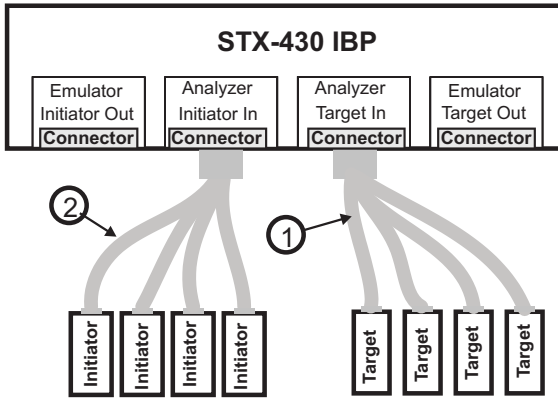 STX-430 IBP
Emulator
Initiator Out
Connector
Analyzer
Initiator In
Connector
Analyzer
Target In
Connector
Emulator
Target Out
Connector
2
1
Initiator
Initiator
Initiator
Initiator
Target
Target
Target
Target